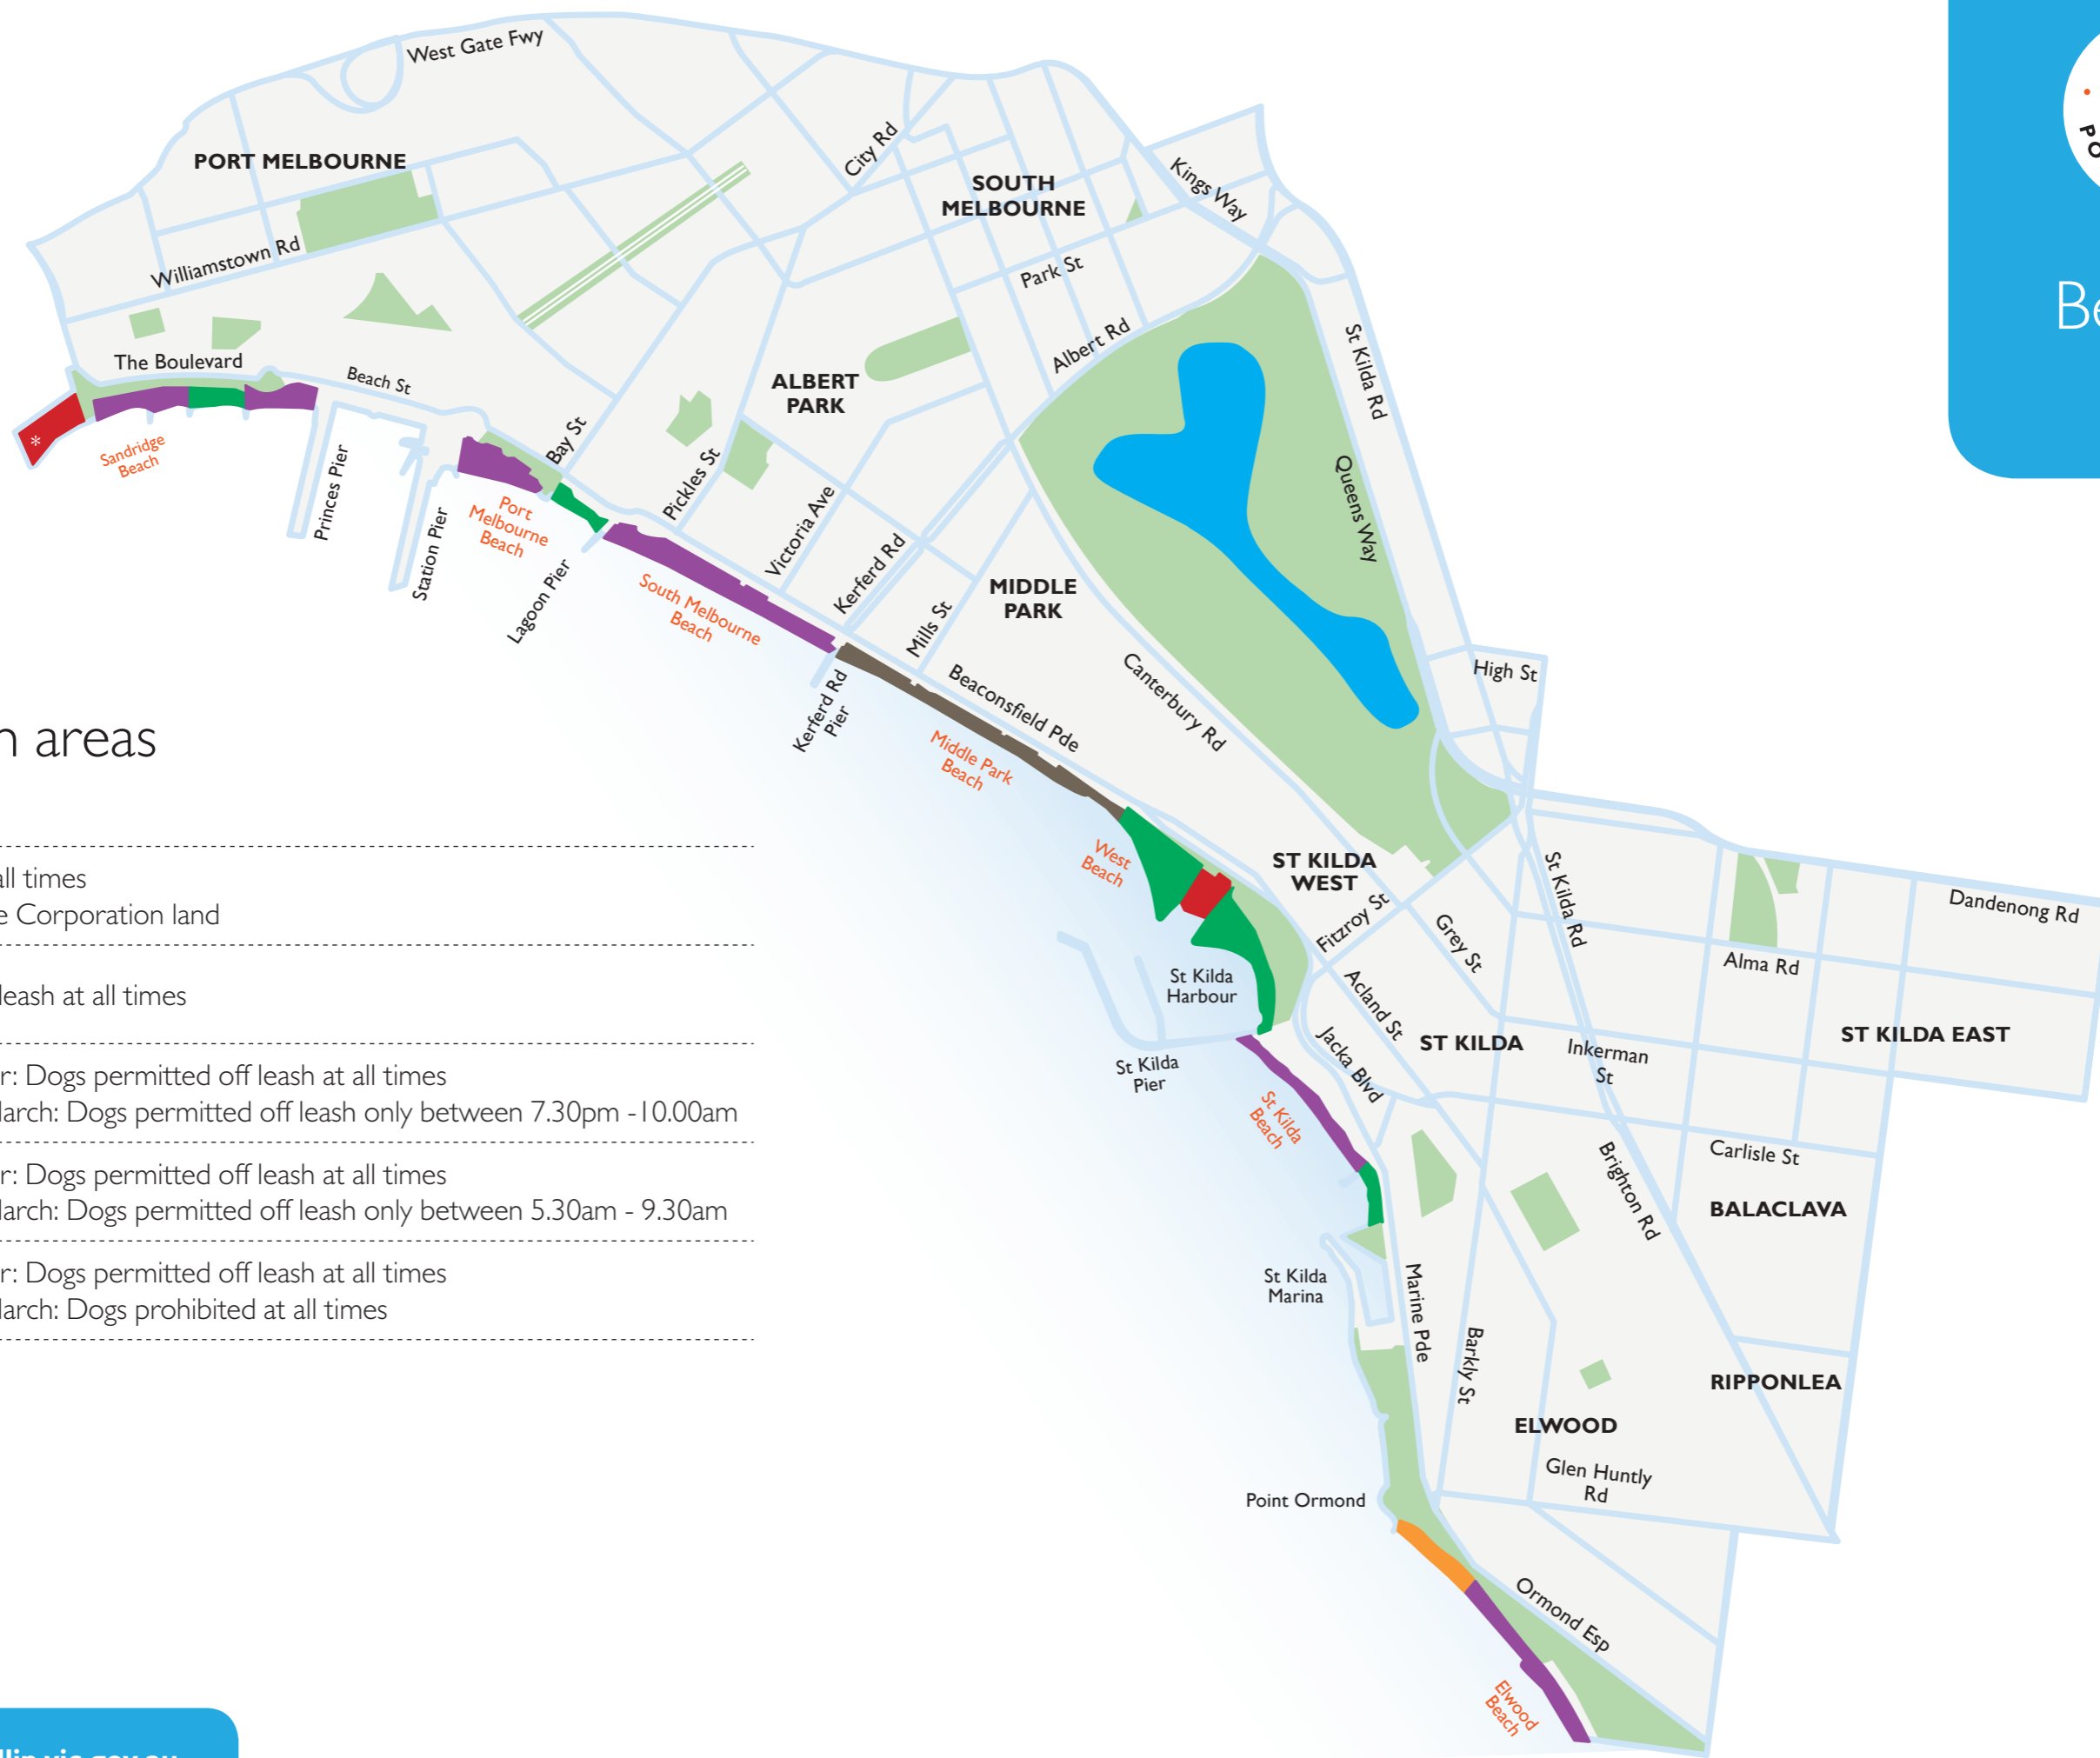 West Gate Fwy
PORT MELBOURNE
City Rd
SOUTH
MELBOURNE
Kings Way
Williamstown Rd
Park St
St Kilda Rd
Albert Rd
The Boulevard
Beach St
ALBERT
PARK
*
Sandridge
Beach
Princes Pier
Station Pier
Port
Melbourne
Beach
Bay St
Pickles St
Lagoon Pier
Victoria Ave
Queens Way
South Melbourne
Beach
Kerferd Rd
Mills St
MIDDLE
PARK
High St
Kerferd Rd
Pier
Beaconsfield Pde
Canterbury Rd
Middle Park
Beach
West
Beach
ST KILDA
WEST
Fitzroy St
Grey St
St Kilda Rd
Dandenong Rd
Alma Rd
St Kilda
Harbour
Acland St
ST KILDA
Inkerman
St
ST KILDA EAST
Jacka Blvd
St Kilda
Pier
St Kilda
Beach
Carlisle St
Brighton Rd
BALACLAVA
St Kilda
Marina
Marine Pde
Barkly St
RIPPONLEA
ELWOOD
Glen Huntly
Rd
Point Ormond
Ormond Esp
Elwood
Beach
areas
all times
Corporation land
leash at all times
: Dogs permitted off leash at all times
: Dogs permitted off leash only between 7.30pm -10.00am
: Dogs permitted off leash at all times
: Dogs permitted off leash only between 5.30am - 9.30am
: Dogs permitted off leash at all times
: Dogs prohibited at all times
PO
Be